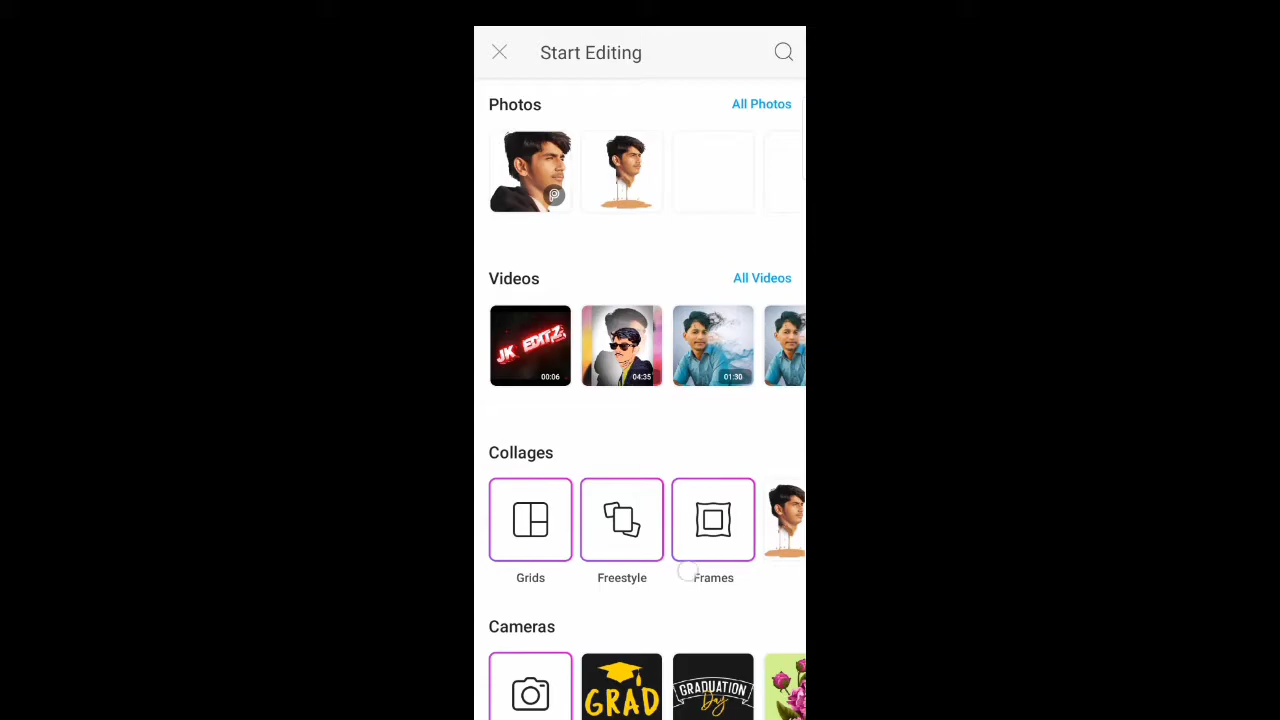 Start Editing
Photos
All Photos
Videos
All Videos
JK EDITZ
00:06
04:35
01:30
Collages
Grids
Freestyle
Frames
Cameras
GRAD
GRADUATION
Day